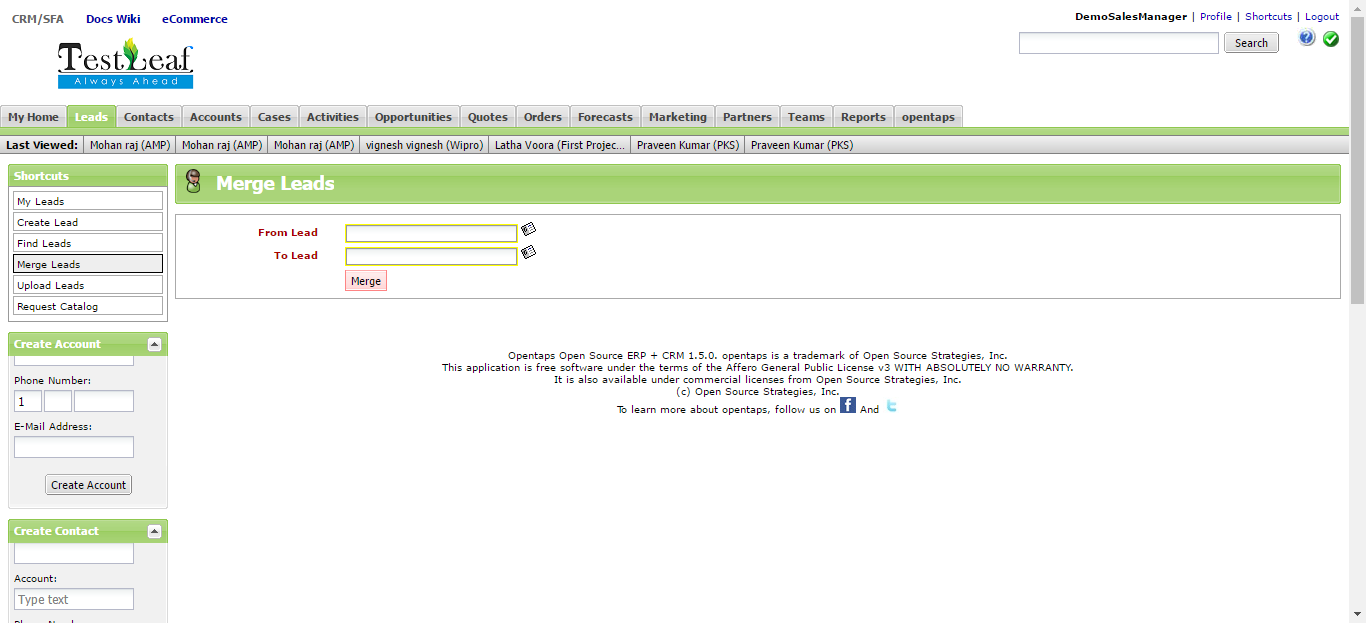 CRM/SFA Docs Wiki eCommerce
DemoSalesManager | Profile | Shortcuts | Logout
TestLeaf
Always Ahead
Search
My Home Leads Contacts Accounts Cases Activities Opportunities Quotes Orders Forecasts Marketing Partners Teams Reports opentaps
Last Viewed: Mohan raj (AMP) Mohan raj (AMP) Mohan raj (AMP) vignesh vignesh (Wipro) Latha Voora (First Projec... Praveen Kumar (PKS) Praveen Kumar (PKS)
Shortcuts
My Leads
Create Lead
Find Leads
Merge Leads
Upload Leads
Request Catalog
Create Account
Phone Number:
1
E-Mail Address:
Create Account
Create Contact
Account:
Type text
Merge Leads
From Lead
To Lead
Merge
Opentaps Open Source ERP + CRM 1.5.0. opentaps is a trademark of Open Source Strategies, Inc.
This application is free software under the terms of the Affero General Public License v3 WITH ABSOLUTELY NO WARRANTY.
It is also available under commercial licenses from Open Source Strategies, Inc.
(c) Open Source Strategies, Inc.
To learn more about opentaps, follow us on f And t